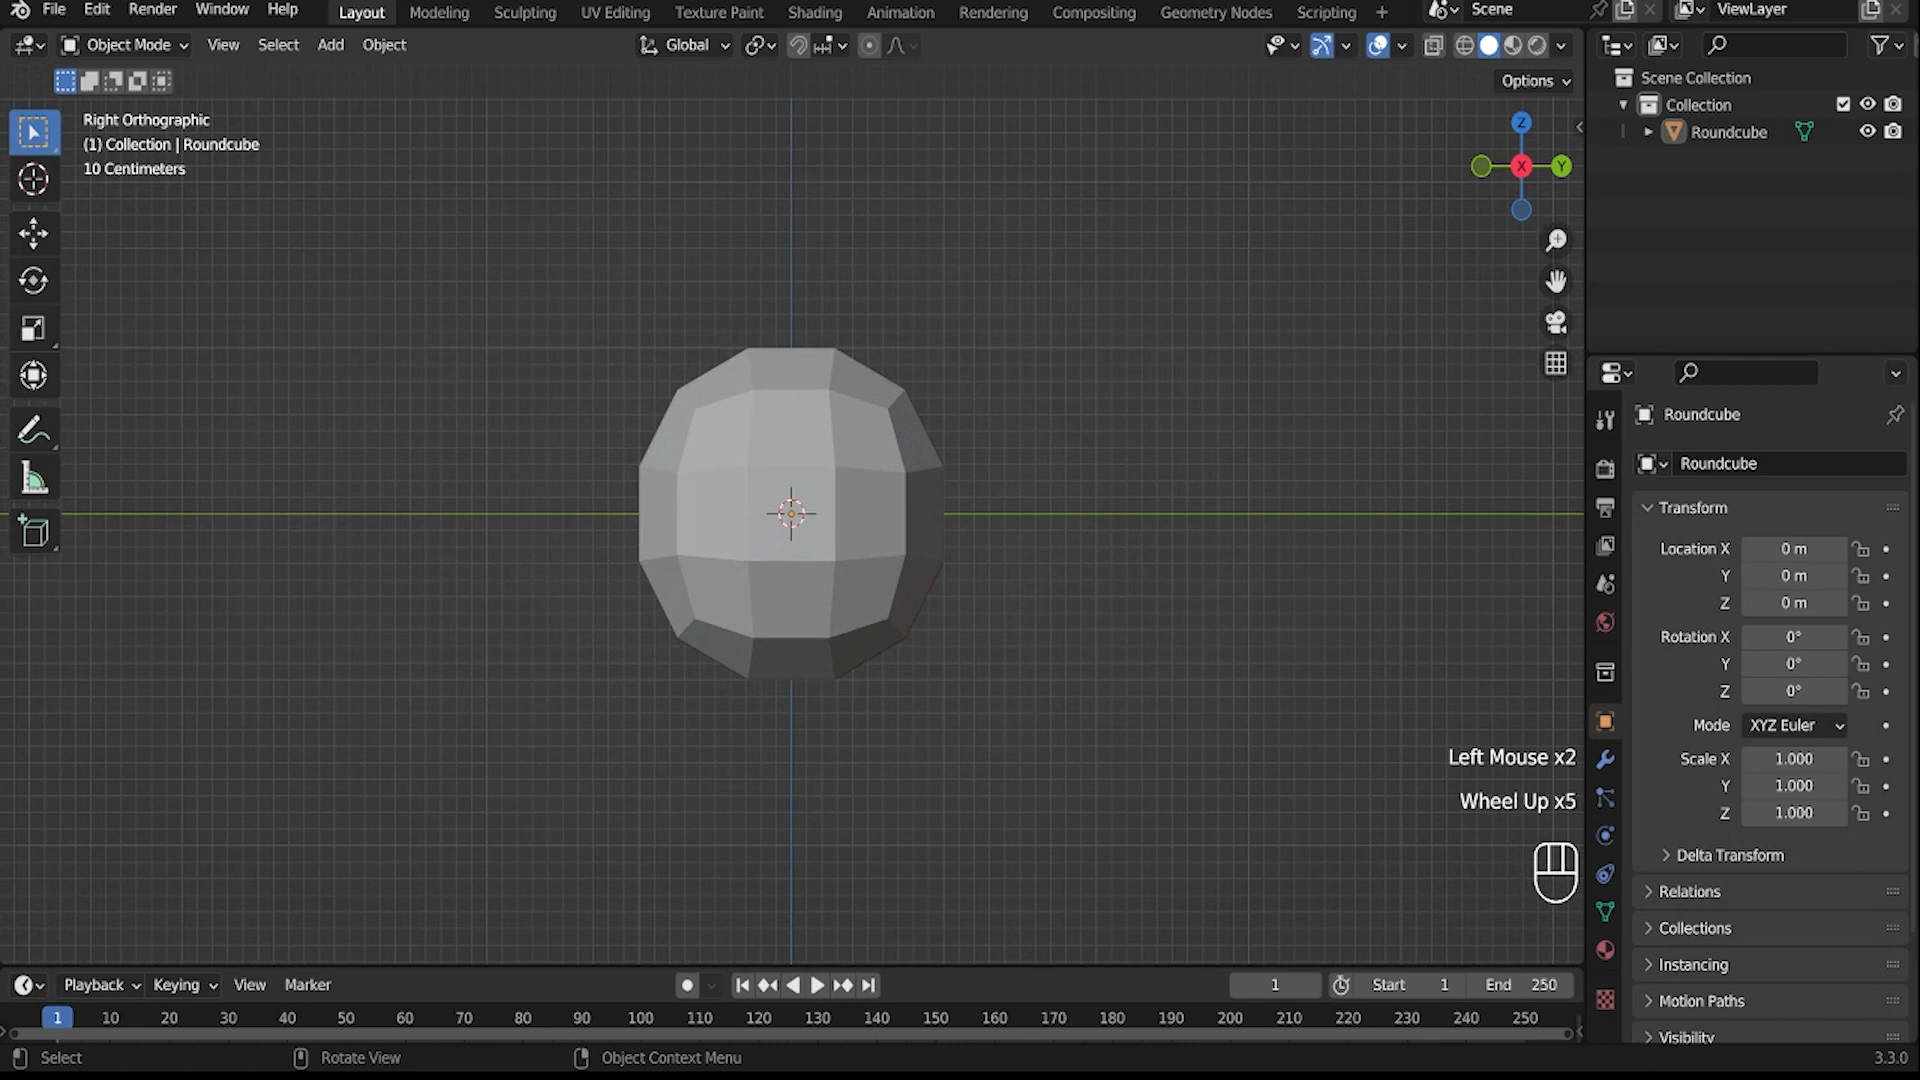 File Edit Render Window Help Layout Modeling Sculpting UV Editing Texture Paint Shading Animation Rendering Compositing Geometry Nodes Scripting + Scene ViewLayer
Object Mode View Select Add Object Global
Options
Right Orthographic
(1) Collection | Roundcube
10 Centimeters
Z
X
Y
Scene Collection
Collection
Roundcube
Roundcube
Roundcube
Transform
Location X 0 m
Y 0 m
Z 0 m
Rotation X 0°
Y 0°
Z 0°
Mode XYZ Euler
Scale X 1.000
Y 1.000
Z 1.000
Delta Transform
Relations
Collections
Instancing
Motion Paths
Visibility
Left Mouse x2
Wheel Up x5
Playback Keying View Marker 1 Start 1 End 250
1 10 20 30 40 50 60 70 80 90 100 110 120 130 140 150 160 170 180 190 200 210 220 230 240 250
Select Rotate View Object Context Menu 3.3.0